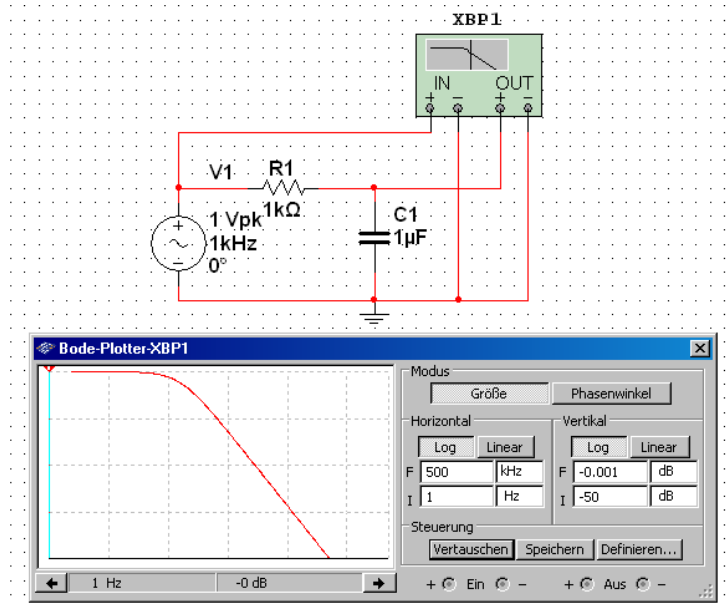 XBP1
IN OUT
+ − + −
V1 R1
1kΩ
1 Vpk
1kHz
0°
+
−
C1
1µF
Bode-Plotter-XBP1
Modus
Größe Phasenwinkel
Horizontal Vertikal
Log Linear Log Linear
F 500 kHz F -0.001 dB
I 1 Hz I -50 dB
Steuerung
Vertauschen Speichern Definieren...
1 Hz -0 dB + Ein − + Aus −